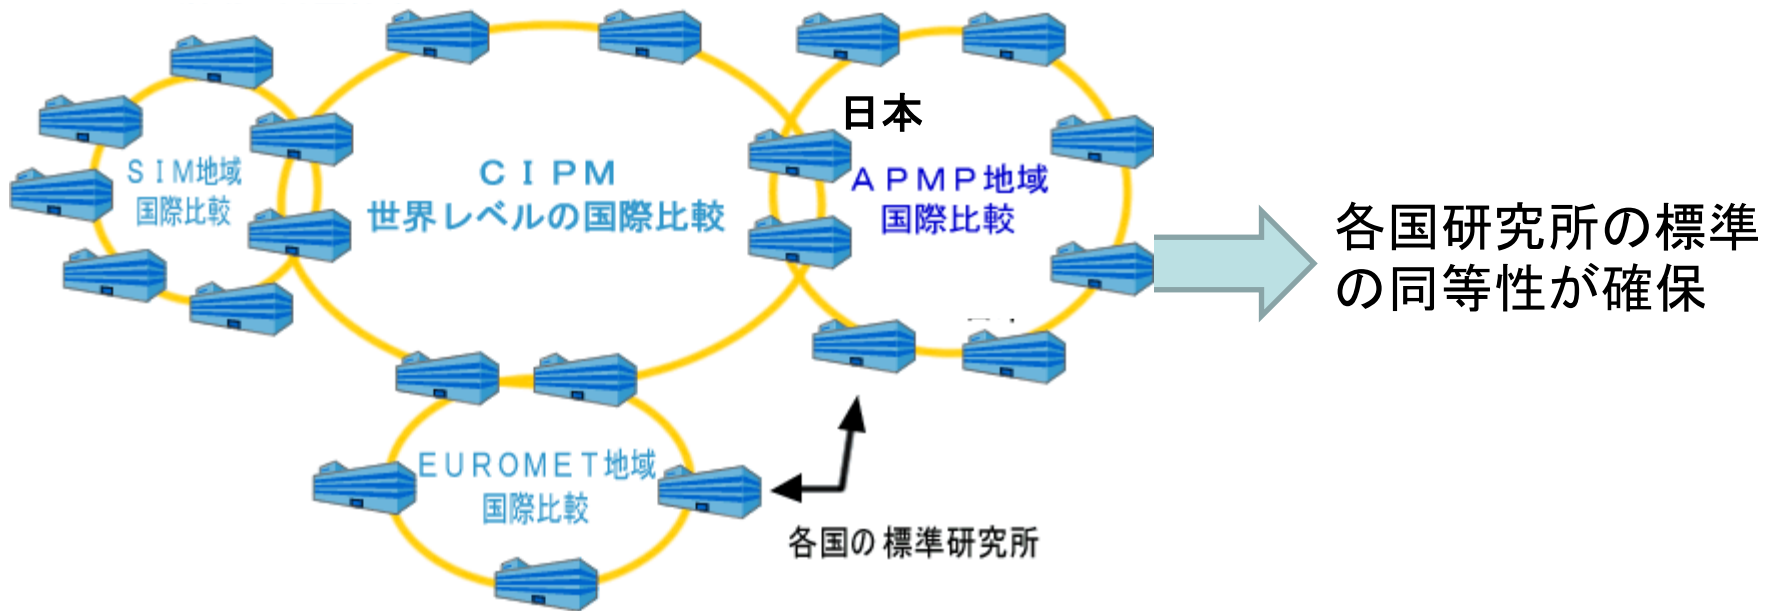 日本
ＳＩＭ地域
国際比較
ＣＩＰＭ
世界レベルの国際比較
ＡＰＭＰ地域
国際比較
各国研究所の標準
の同等性が確保
ＥＵＲＯＭＥＴ地域
国際比較
各国の標準研究所